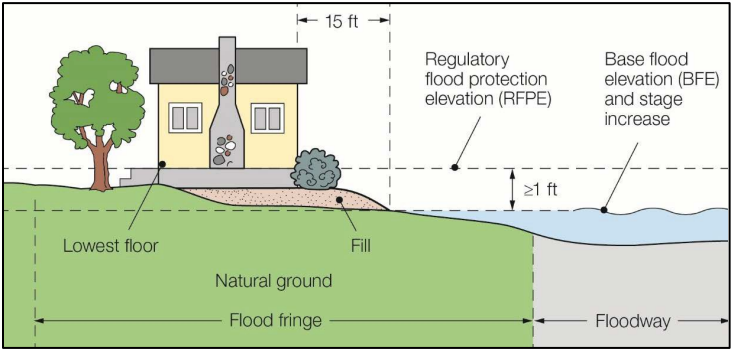 15 ft
Regulatory
flood protection
elevation (RFPE)
Base flood
elevation (BFE)
and stage
increase
≥1 ft
Lowest floor
Fill
Natural ground
Flood fringe
Floodway